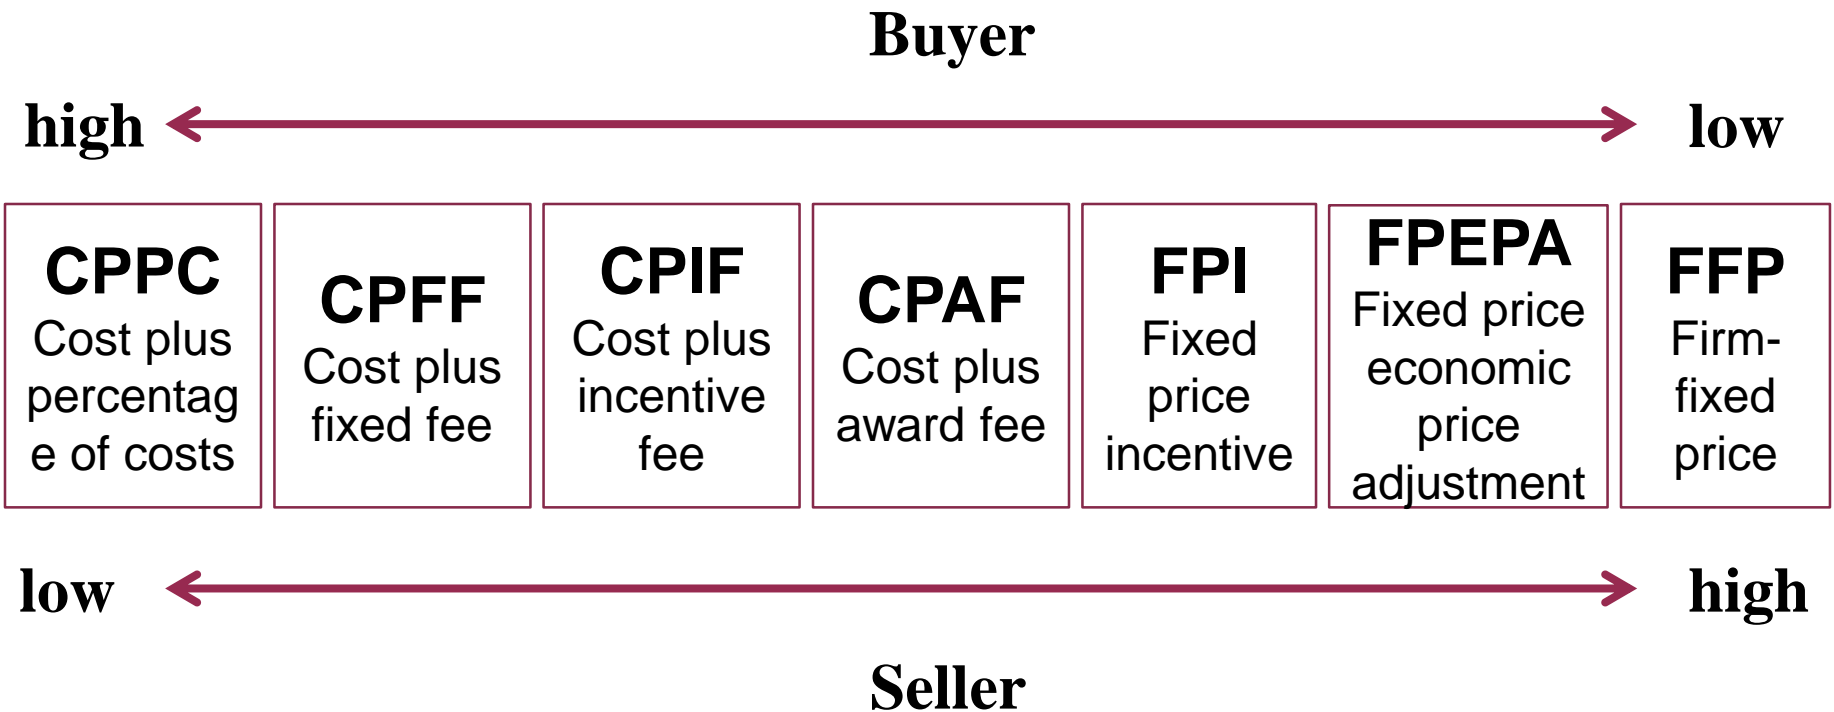 Buyer
high
low
CPPC
Cost plus
percentag
e of costs
CPFF
Cost plus
fixed fee
CPIF
Cost plus
incentive
fee
CPAF
Cost plus
award fee
FPI
Fixed
price
incentive
FPEPA
Fixed price
economic
price
adjustment
FFP
Firm-
fixed
price
low
high
Seller